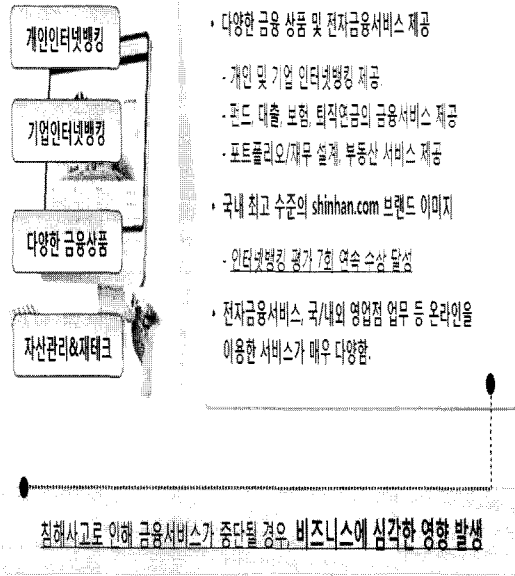 개인인터넷뱅킹
기업인터넷뱅킹
다양한 금융상품
자산관리&재테크
• 다양한 금융 상품 및 전자금융서비스 제공
- 개인 및 기업 인터넷뱅킹 제공.
- 펀드, 대출, 보험, 퇴직연금의 금융서비스 제공
- 포트폴리오/재무 설계, 부동산 서비스 제공
• 국내 최고 수준의 shinhan.com 브랜드 이미지
- 인터넷뱅킹 평가 7회 연속 수상 달성
• 전자금융서비스, 국/내외 영업점 업무 등 온라인을
이용한 서비스가 매우 다양함.
침해사고로 인해 금융서비스가 중단될 경우, 비즈니스에 심각한 영향 발생